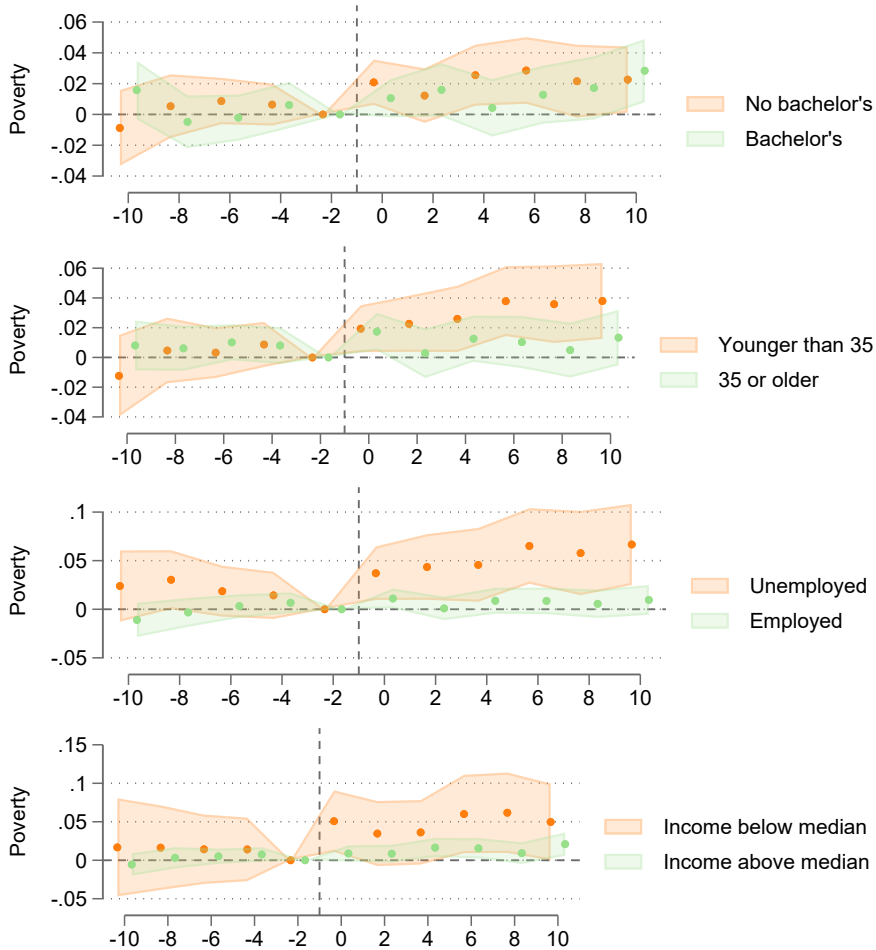 .06
.04
.02
0
-.02
-.04
Poverty
-10 -8 -6 -4 -2 0 2 4 6 8 10
No bachelor's
Bachelor's
.06
.04
.02
0
-.02
-.04
Poverty
-10 -8 -6 -4 -2 0 2 4 6 8 10
Younger than 35
35 or older
.1
.05
0
-.05
Poverty
-10 -8 -6 -4 -2 0 2 4 6 8 10
Unemployed
Employed
.15
.1
.05
0
-.05
Poverty
-10 -8 -6 -4 -2 0 2 4 6 8 10
Income below median
Income above median